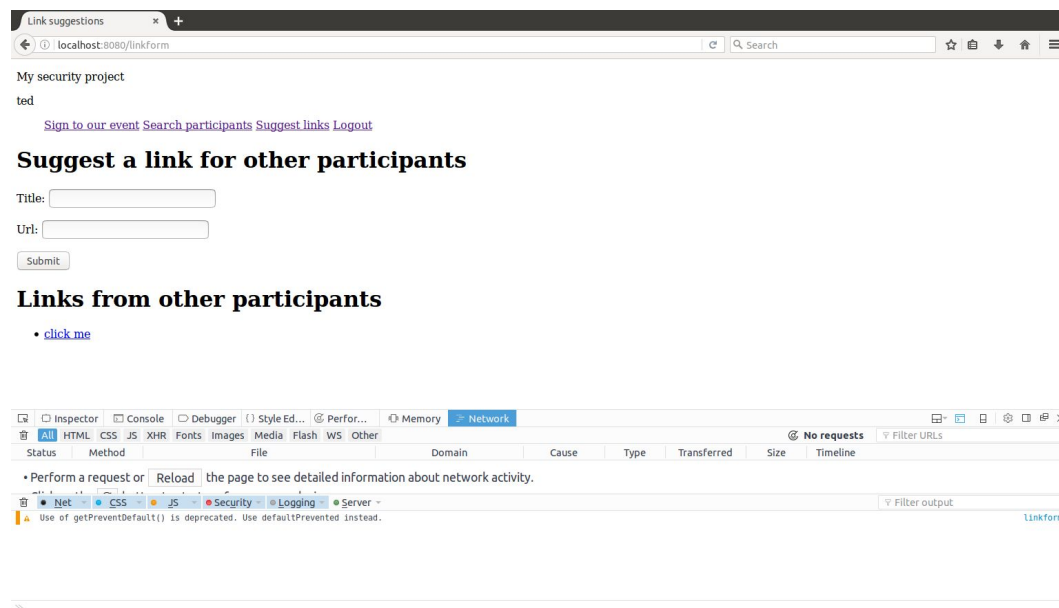 Link suggestions × +
localhost:8080/linkform Search
My security project
ted
Sign to our event Search participants Suggest links Logout
Suggest a link for other participants
Title:
Url:
Submit
Links from other participants
• click me
Inspector Console Debugger {} Style Ed... Perfor... Memory Network
All HTML CSS JS XHR Fonts Images Media Flash WS Other No requests Filter URLs
Status Method File Domain Cause Type Transferred Size Timeline
• Perform a request or Reload the page to see detailed information about network activity.
Net CSS JS Security Logging Server Filter output
Use of getPreventDefault() is deprecated. Use defaultPrevented instead. linkform